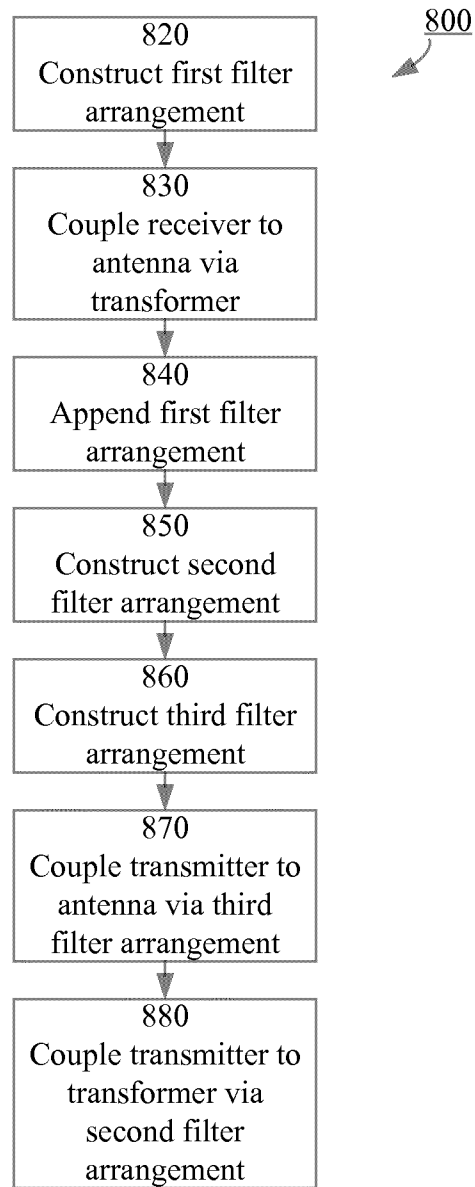 800
820
Construct first filter
arrangement
830
Couple receiver to
antenna via
transformer
840
Append first filter
arrangement
850
Construct second
filter arrangement
860
Construct third filter
arrangement
870
Couple transmitter to
antenna via third
filter arrangement
880
Couple transmitter to
transformer via
second filter
arrangement